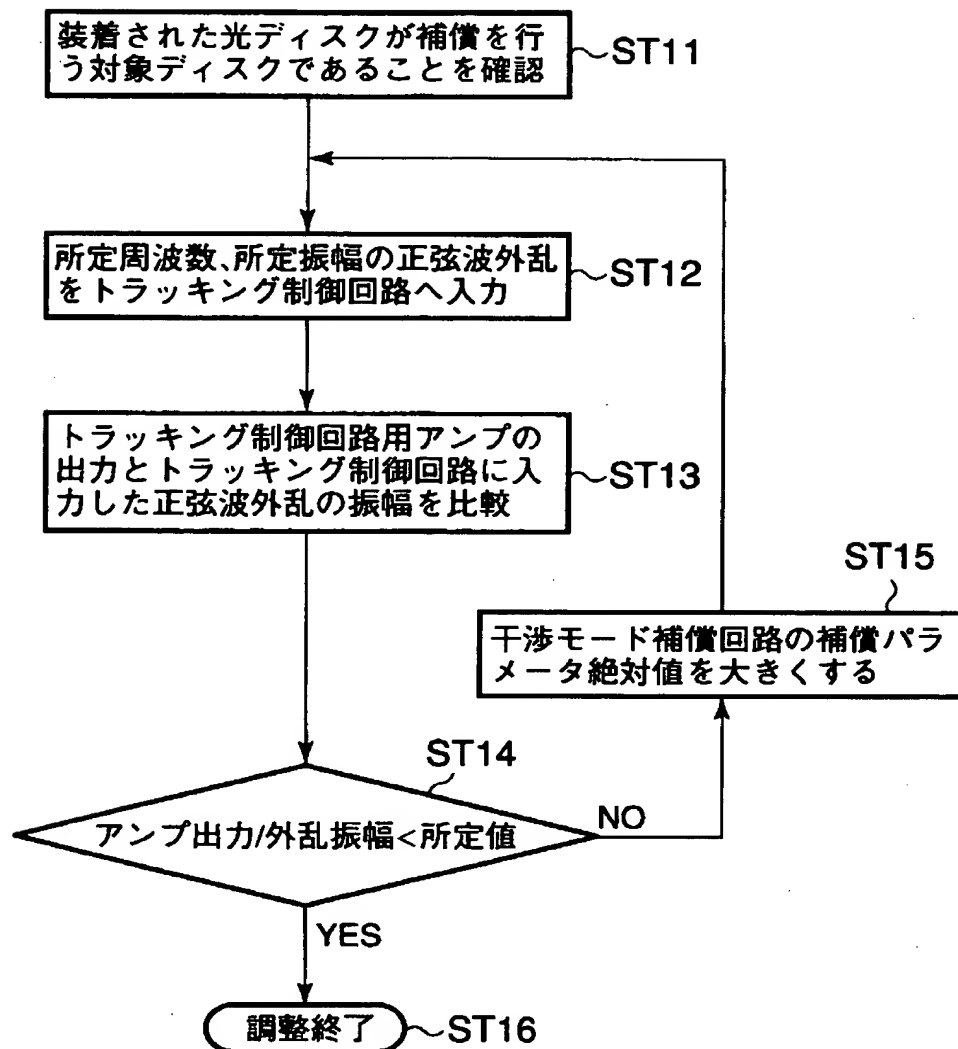 装着された光ディスクが補償を行
う対象ディスクであることを確認
ST11
所定周波数、所定振幅の正弦波外乱
をトラッキング制御回路へ入力
ST12
トラッキング制御回路用アンプの
出力とトラッキング制御回路に入
力した正弦波外乱の振幅を比較
ST13
ST15
干渉モード補償回路の補償パラ
メータ絶対値を大きくする
ST14
アンプ出力/外乱振幅<所定値
NO
YES
調整終了
ST16